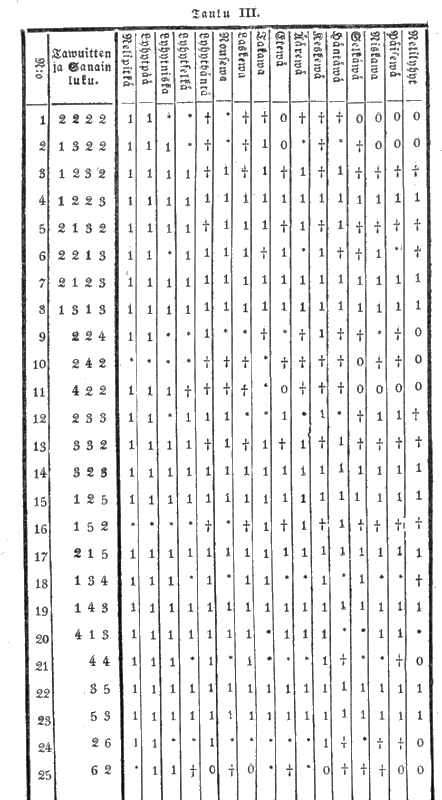 Taulu III.
N:o Tawuitten ja Sanain luku. Nelipitkä Lyhytpää Lyhytniska Lyhytselkä Lyhythäntä Nousewa Laskewa Takawa Etewä Kärewä Keskewä Häntäwä Selkäwä Niskawa Päisewä Nelilyhyt
1 2 2 2 2 1 1 * * † * † † 0 † † † 0 0 0 0
2 1 3 2 2 1 1 1 * † * † 1 0 * † * 0 0 0 0
3 1 2 3 2 1 1 1 1 † 1 † 1 † 1 † 1 † † † †
4 1 2 2 3 1 1 1 1 1 1 1 1 1 1 1 1 1 1 1 1
5 2 1 3 2 1 1 1 1 † 1 1 1 † 1 † 1 † † † †
6 2 2 1 3 1 1 * 1 1 1 1 † 1 * 1 † † 1 * †
7 2 1 2 3 1 1 1 1 1 1 1 1 1 1 1 1 1 1 1 1
8 1 3 1 3 1 1 1 1 1 1 1 1 1 1 1 1 1 1 1 1
9 2 2 4 1 1 * * 1 * * † * † 1 † † * † 0
10 2 4 2 * * * * † † † * † † † † 0 † † 0
11 4 2 2 1 1 1 † † † † * 0 † † † 0 0 0 0
12 2 3 3 1 1 * 1 1 1 * * 1 * 1 * † 1 1 †
13 3 3 2 1 1 1 1 † 1 † 1 † 1 † 1 † † † †
14 3 2 3 1 1 1 1 1 1 1 1 1 1 1 1 1 1 1 1
15 1 2 5 1 1 1 1 1 1 1 1 1 1 1 1 1 1 1 1
16 1 5 2 * * * * † * † 1 † 1 † 1 † † † †
17 2 1 5 1 1 1 1 1 1 1 1 1 1 1 1 1 1 1 1
18 1 3 4 1 1 1 * 1 * 1 1 * * 1 * 1 * * †
19 1 4 3 1 1 1 1 1 1 1 1 1 1 1 1 1 1 1 1
20 4 1 3 1 1 1 1 1 1 1 * 1 1 1 * * 1 1 *
21 4 4 1 1 1 * 1 * 1 * * * 1 † * * † 0
22 3 5 1 1 1 1 1 1 1 1 1 1 1 1 1 1 1 1
23 5 3 1 1 1 1 1 1 1 1 1 1 1 1 1 1 1 1
24 2 6 1 1 * * 1 * * * * * 1 † * † † 0
25 6 2 * 1 1 † 0 † 0 * † * 0 † † † 0 0